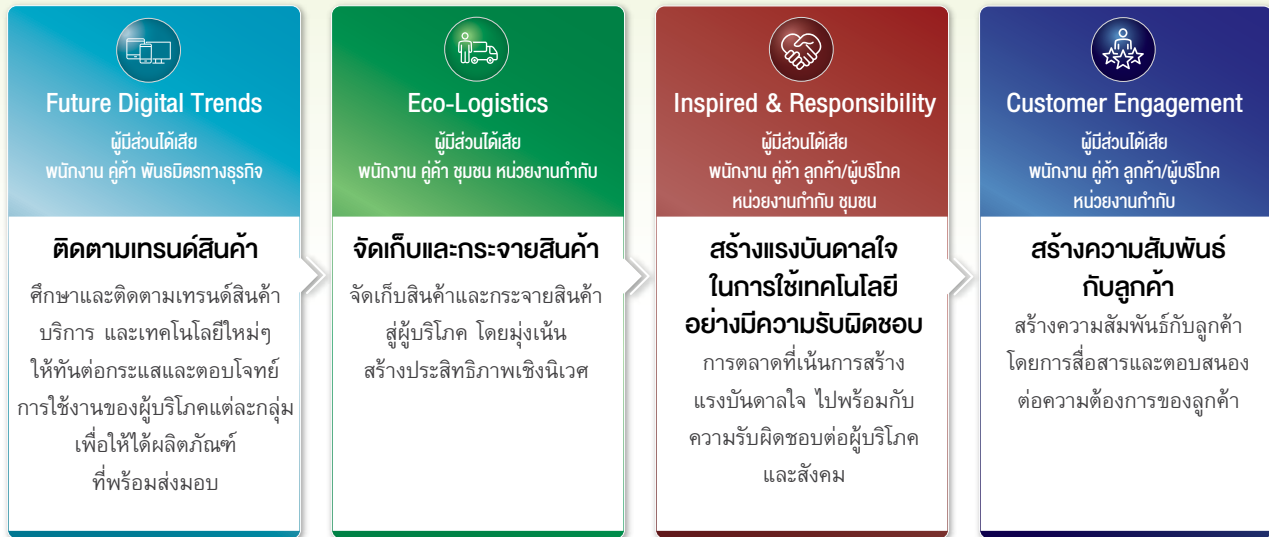 Future Digital Trends
ผู้มีส่วนได้เสีย
พนักงาน คู่ค้า พันธมิตรทางธุรกิจ
ติดตามเทรนด์สินค้า
ศึกษาและติดตามเทรนด์สินค้า
บริการ และเทคโนโลยีใหม่ๆ
ให้ทันต่อกระแสและตอบโจทย์
การใช้งานของผู้บริโภคแต่ละกลุ่ม
เพื่อให้ได้ผลิตภัณฑ์
ที่พร้อมส่งมอบ
Eco-Logistics
ผู้มีส่วนได้เสีย
พนักงาน คู่ค้า ชุมชน หน่วยงานกำกับ
จัดเก็บและกระจายสินค้า
จัดเก็บสินค้าและกระจายสินค้า
สู่ผู้บริโภค โดยมุ่งเน้น
สร้างประสิทธิภาพเชิงนิเวศ
Inspired & Responsibility
ผู้มีส่วนได้เสีย
พนักงาน คู่ค้า ลูกค้า/ผู้บริโภค
หน่วยงานกำกับ ชุมชน
สร้างแรงบันดาลใจ
ในการใช้เทคโนโลยี
อย่างมีความรับผิดชอบ
การตลาดที่เน้นการสร้าง
แรงบันดาลใจ ไปพร้อมกับ
ความรับผิดชอบต่อผู้บริโภค
และสังคม
Customer Engagement
ผู้มีส่วนได้เสีย
พนักงาน คู่ค้า ลูกค้า/ผู้บริโภค
หน่วยงานกำกับ
สร้างความสัมพันธ์
กับลูกค้า
สร้างความสัมพันธ์กับลูกค้า
โดยการสื่อสารและตอบสนอง
ต่อความต้องการของลูกค้า